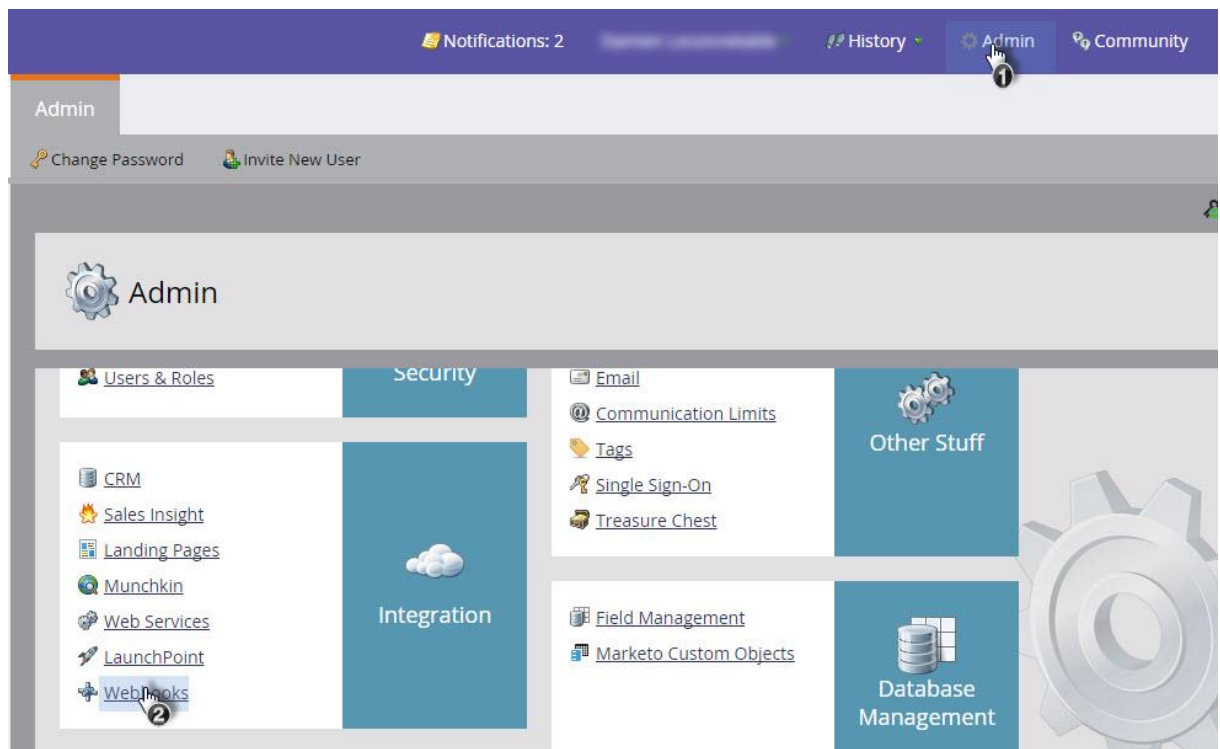 Notifications: 2
History
Admin
Community
1
Admin
Change Password
Invite New User
Admin
Users & Roles
Security
CRM
Sales Insight
Landing Pages
Munchkin
Web Services
LaunchPoint
Webhooks
2
Integration
Email
Communication Limits
Tags
Single Sign-On
Treasure Chest
Other Stuff
Field Management
Marketo Custom Objects
Database
Management